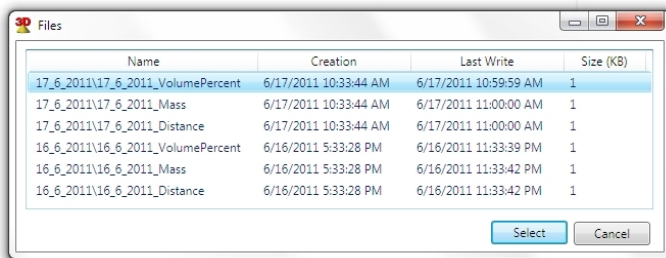 3D Files
Name Creation Last Write Size (KB)
17_6_2011\17_6_2011_VolumePercent 6/17/2011 10:33:44 AM 6/17/2011 10:59:59 AM 1
17_6_2011\17_6_2011_Mass 6/17/2011 10:33:44 AM 6/17/2011 11:00:00 AM 1
17_6_2011\17_6_2011_Distance 6/17/2011 10:33:44 AM 6/17/2011 11:00:00 AM 1
16_6_2011\16_6_2011_VolumePercent 6/16/2011 5:33:28 PM 6/16/2011 11:33:39 PM 1
16_6_2011\16_6_2011_Mass 6/16/2011 5:33:28 PM 6/16/2011 11:33:42 PM 1
16_6_2011\16_6_2011_Distance 6/16/2011 5:33:28 PM 6/16/2011 11:33:42 PM 1
Select Cancel